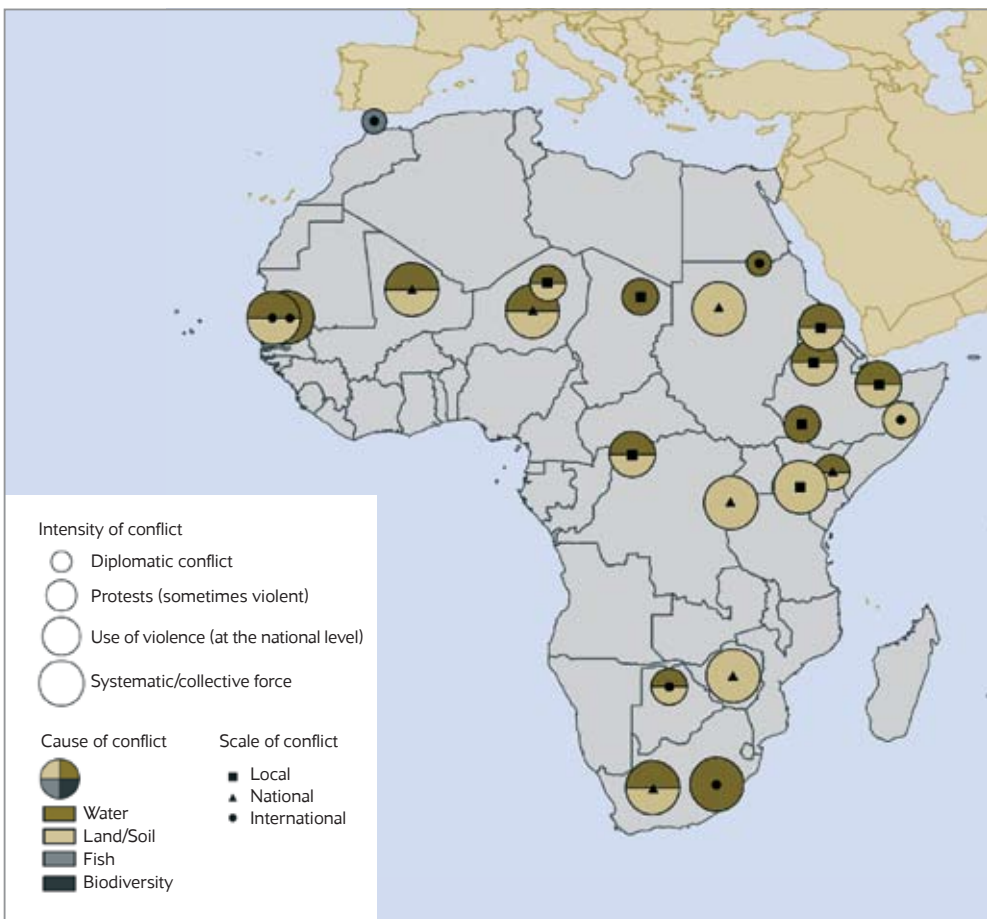 Intensity of conflict
Diplomatic conflict
Protests (sometimes violent)
Use of violence (at the national level)
Systematic/collective force
Cause of conflict
Water
Land/Soil
Fish
Biodiversity
Scale of conflict
Local
National
International